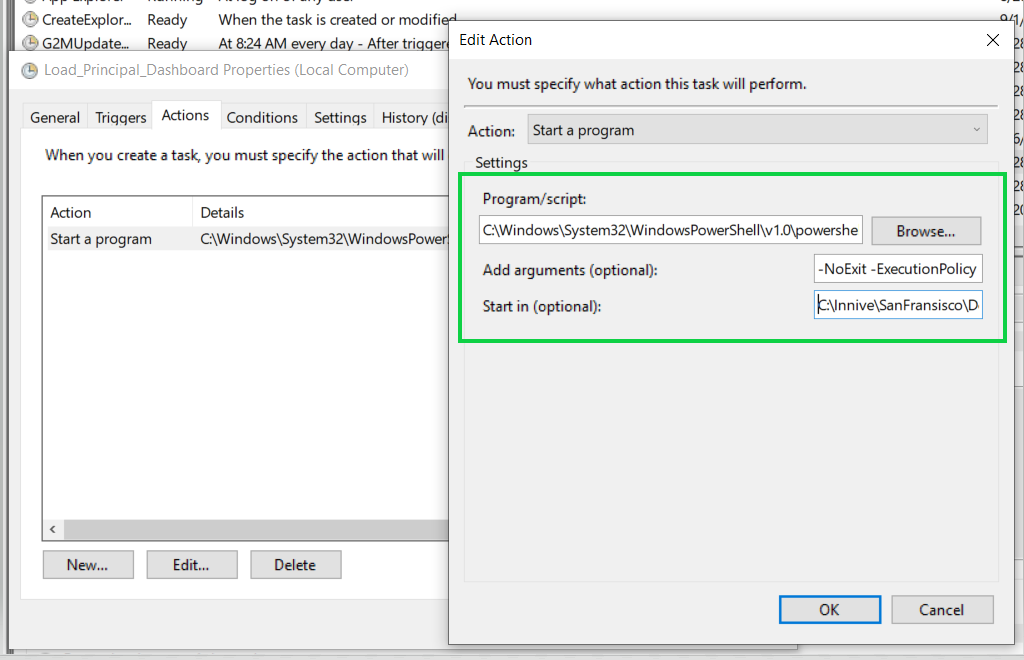 CreateExplor... Ready When the task is created or modified
G2MUpdate... Ready At 8:24 AM every day - After triggere
Load_Principal_Dashboard Properties (Local Computer)
General Triggers Actions Conditions Settings History (di
When you create a task, you must specify the action that will
Action Details
Start a program C:\Windows\System32\WindowsPower
New... Edit... Delete
Edit Action
You must specify what action this task will perform.
Action: Start a program
Settings
Program/script:
C:\Windows\System32\WindowsPowerShell\v1.0\powershe Browse...
Add arguments (optional): -NoExit -ExecutionPolicy
Start in (optional): C:\Innive\SanFransisco\D
OK Cancel